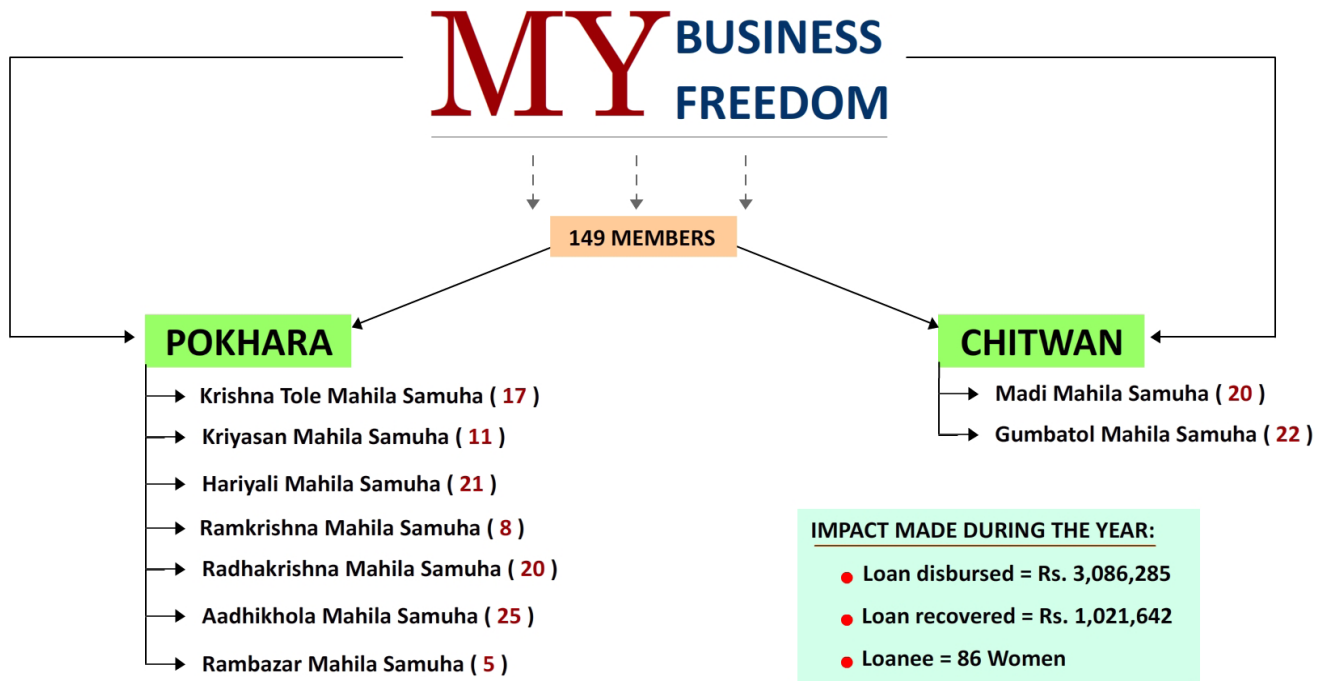 MY BUSINESS
FREEDOM
149 MEMBERS
POKHARA
Krishna Tole Mahila Samuha ( 17 )
Kriyasan Mahila Samuha ( 11 )
Hariyali Mahila Samuha ( 21 )
Ramkrishna Mahila Samuha ( 8 )
Radhakrishna Mahila Samuha ( 20 )
Aadhikhola Mahila Samuha ( 25 )
Rambazar Mahila Samuha ( 5 )
CHITWAN
Madi Mahila Samuha ( 20 )
Gumbatol Mahila Samuha ( 22 )
IMPACT MADE DURING THE YEAR:
Loan disbursed = Rs. 3,086,285
Loan recovered = Rs. 1,021,642
Loanee = 86 Women